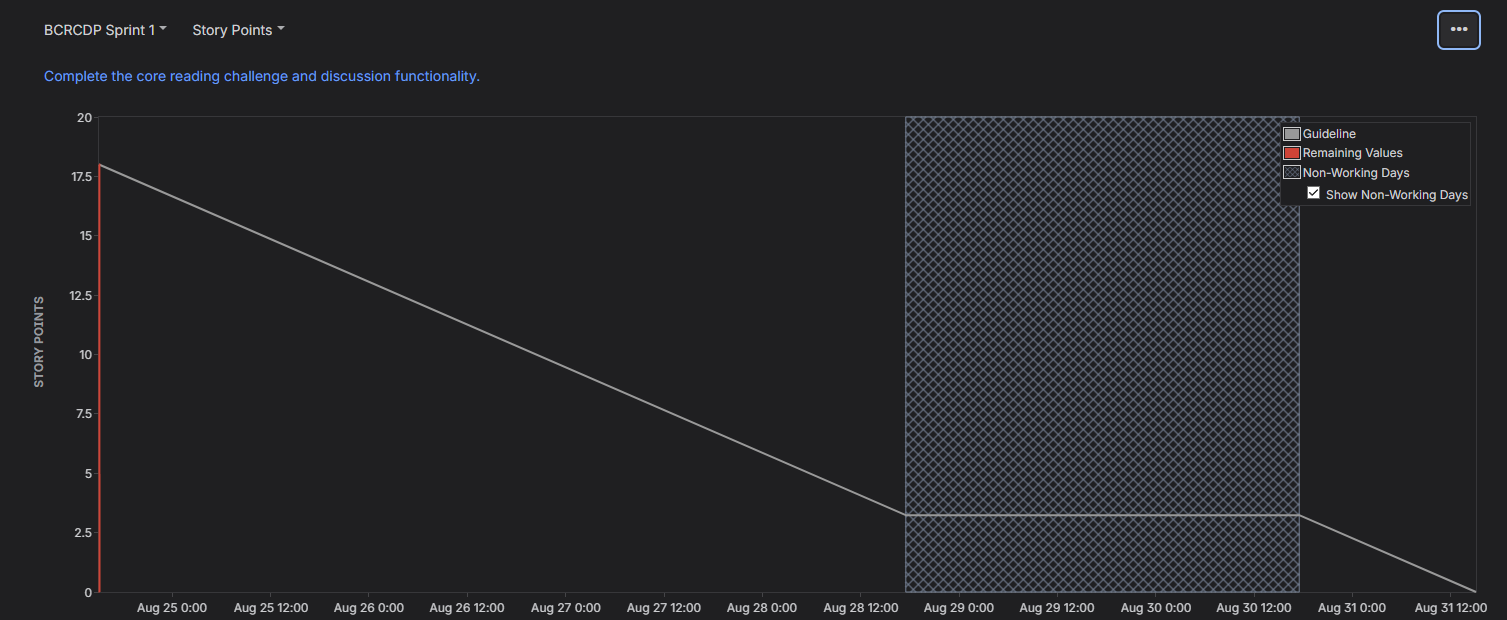 BCRCDP Sprint 1 Story Points
Complete the core reading challenge and discussion functionality.
Guideline
Remaining Values
Non-Working Days
Show Non-Working Days
STORY POINTS
20
17.5
15
12.5
10
7.5
5
2.5
0
Aug 25 0:00 Aug 25 12:00 Aug 26 0:00 Aug 26 12:00 Aug 27 0:00 Aug 27 12:00 Aug 28 0:00 Aug 28 12:00 Aug 29 0:00 Aug 29 12:00 Aug 30 0:00 Aug 30 12:00 Aug 31 0:00 Aug 31 12:00